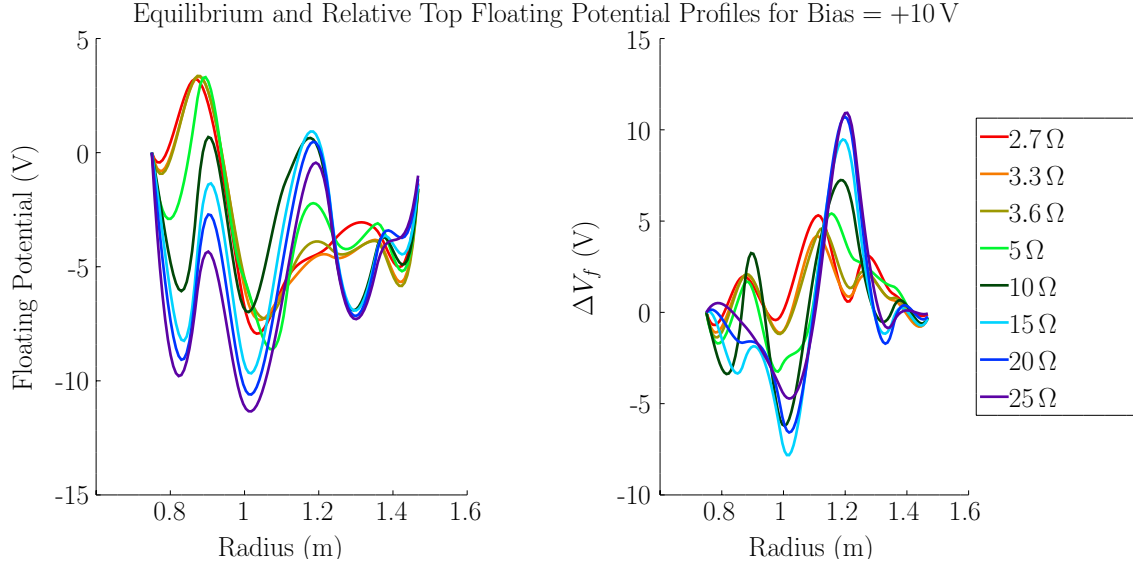 Equilibrium and Relative Top Floating Potential Profiles for Bias = +10 V
Floating Potential (V)
5
0
-5
-10
-15
0.8
1
1.2
1.4
1.6
Radius (m)
ΔV_f (V)
15
10
5
0
-5
-10
0.8
1
1.2
1.4
1.6
Radius (m)
2.7 Ω
3.3 Ω
3.6 Ω
5 Ω
10 Ω
15 Ω
20 Ω
25 Ω